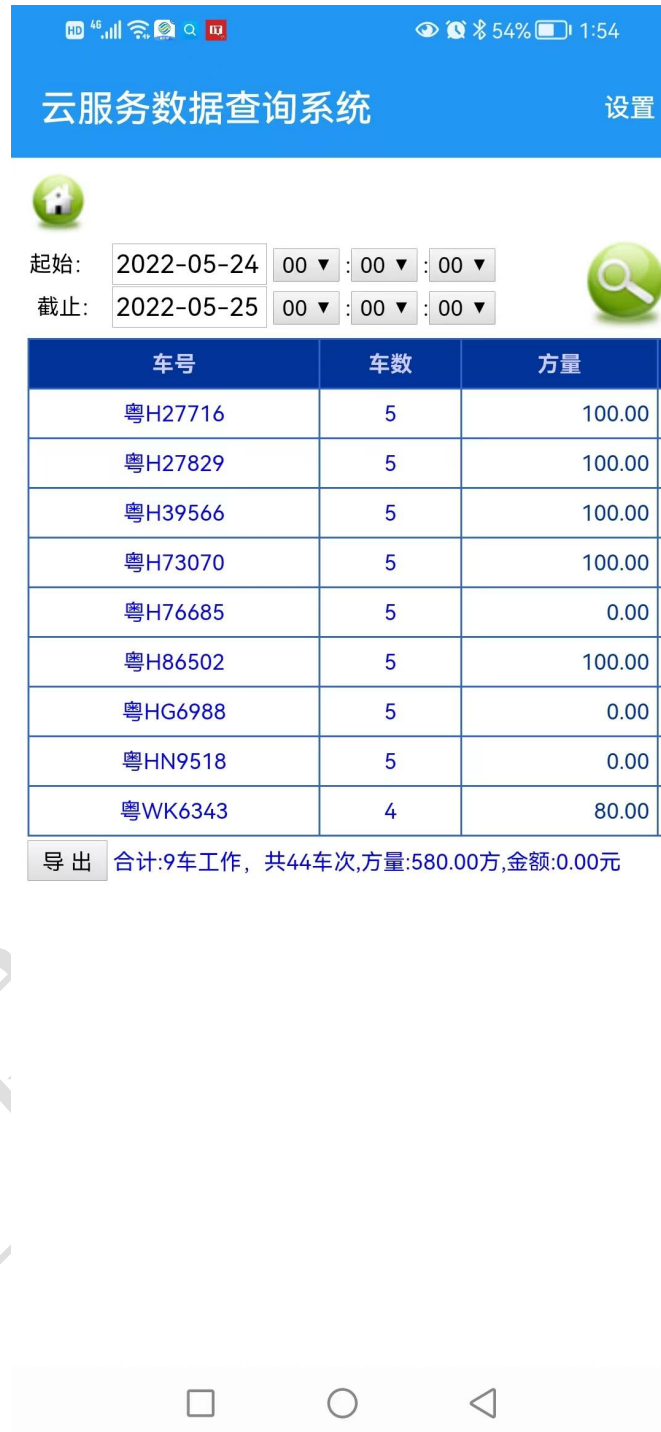 HD 4G 54% 1:54
云服务数据查询系统 设置
起始: 2022-05-24 00 ▼ : 00 ▼ : 00 ▼
截止: 2022-05-25 00 ▼ : 00 ▼ : 00 ▼
车号 车数 方量
粤H27716 5 100.00
粤H27829 5 100.00
粤H39566 5 100.00
粤H73070 5 100.00
粤H76685 5 0.00
粤H86502 5 100.00
粤HG6988 5 0.00
粤HN9518 5 0.00
粤WK6343 4 80.00
导 出 合计:9车工作，共44车次,方量:580.00方,金额:0.00元